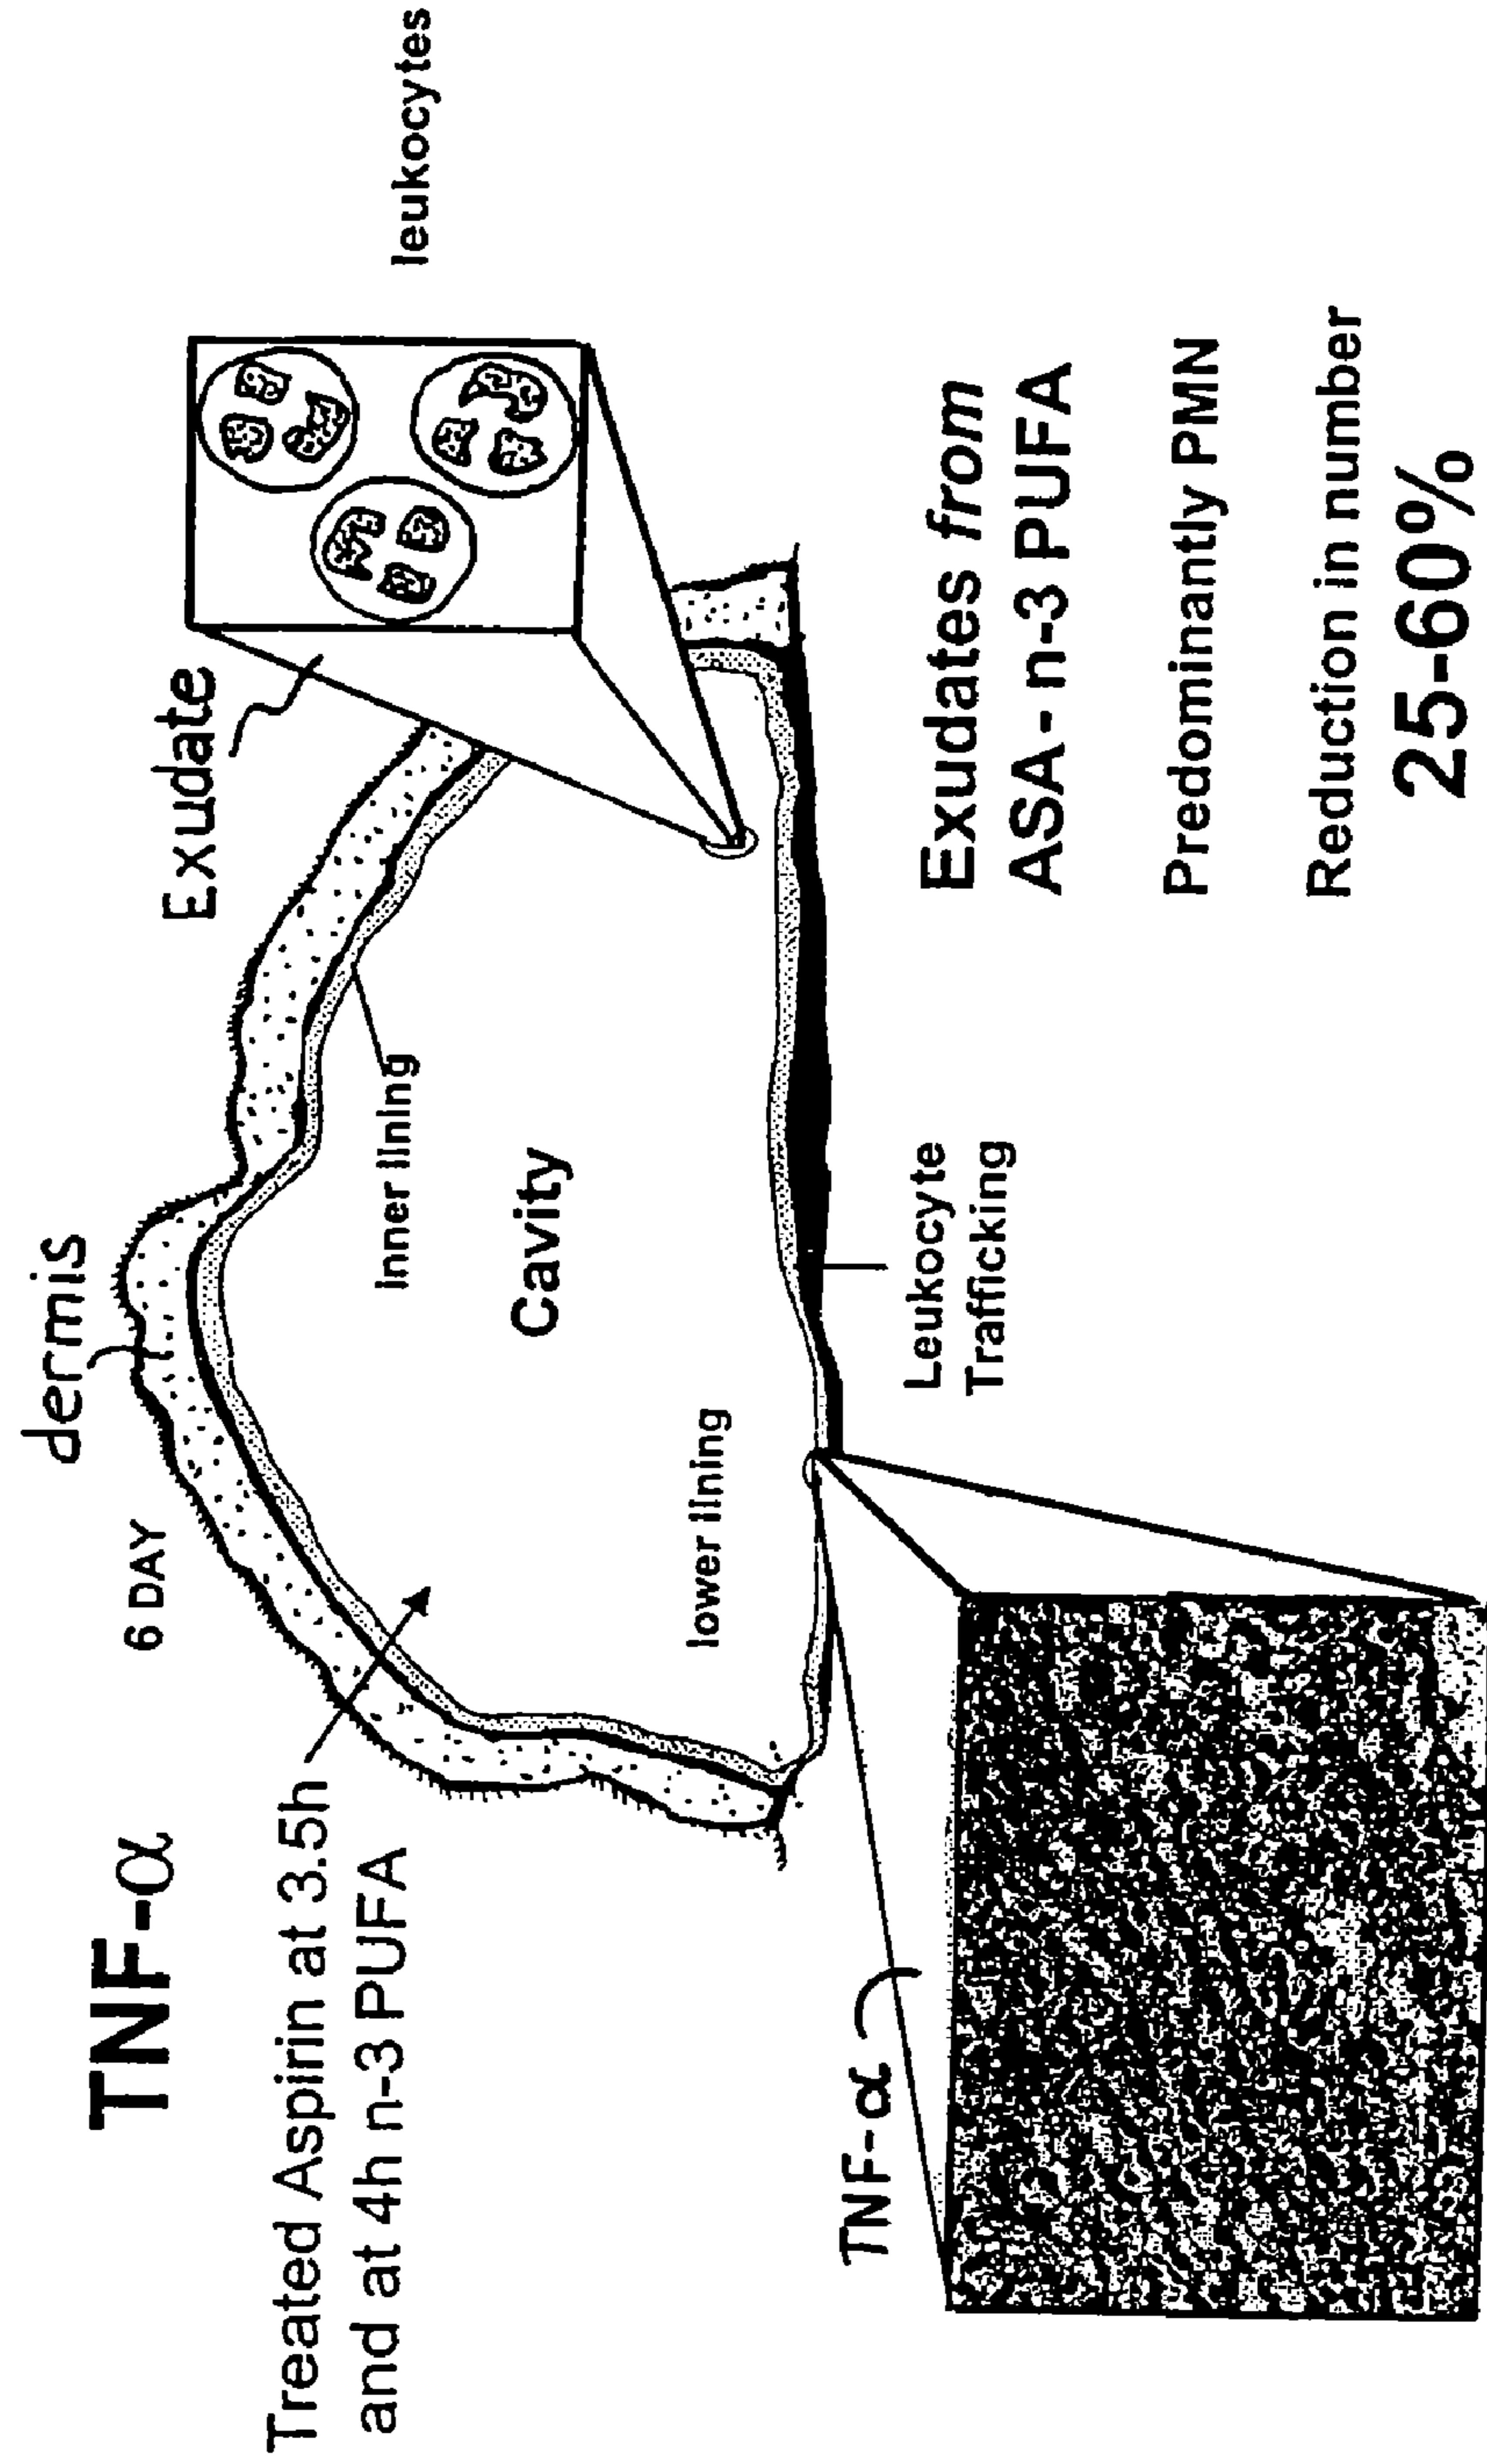 TNF-α
6 DAY
dermis
Treated Aspirin at 3.5h
and at 4h n-3 PUFA
Exudate
leukocytes
Inner lining
Cavity
lower lining
TNF-α
Leukocyte
Trafficking
Exudates from
ASA - n-3 PUFA
Predominantly PMN
Reduction in number
25-60%